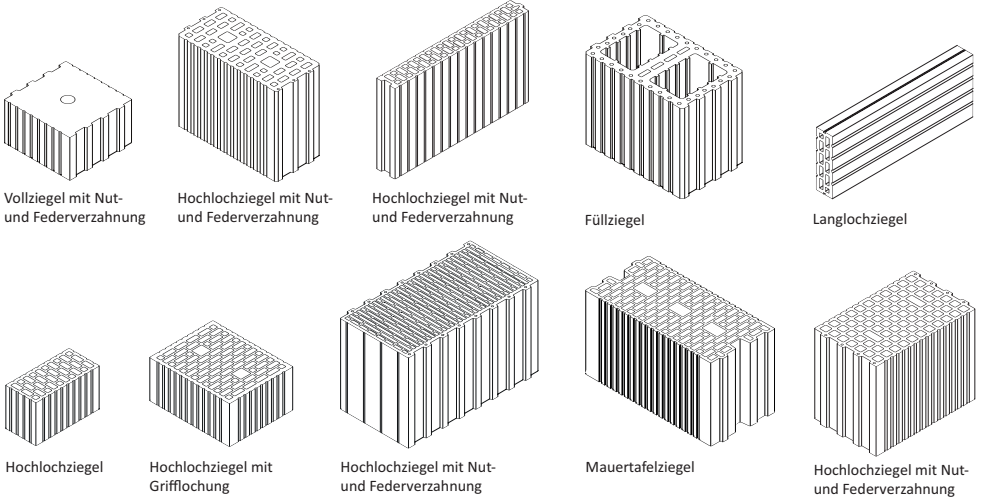 Vollziegel mit Nut-
und Federverzahnung
Hochlochziegel mit Nut-
und Federverzahnung
Hochlochziegel mit Nut-
und Federverzahnung
Füllziegel
Langlochziegel
Hochlochziegel
Hochlochziegel mit
Grifflochung
Hochlochziegel mit Nut-
und Federverzahnung
Mauertafelziegel
Hochlochziegel mit Nut-
und Federverzahnung